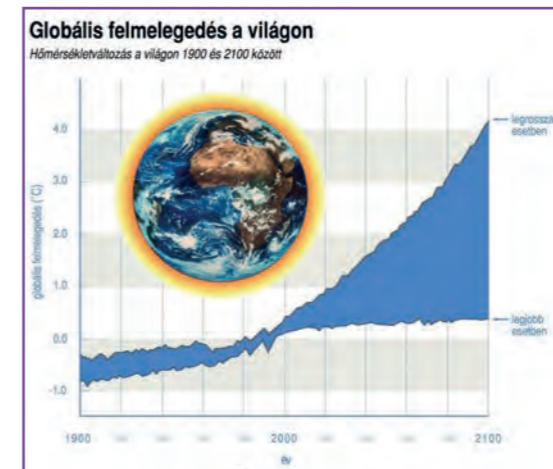 Globális felmelegedés a világon
Hőmérsékletváltozás a világon 1900 és 2100 között
globális felmelegedés (°C)
4.0
3.0
2.0
1.0
0.0
-1.0
legjobb
esetben
esetben
1900
2000
2100
év